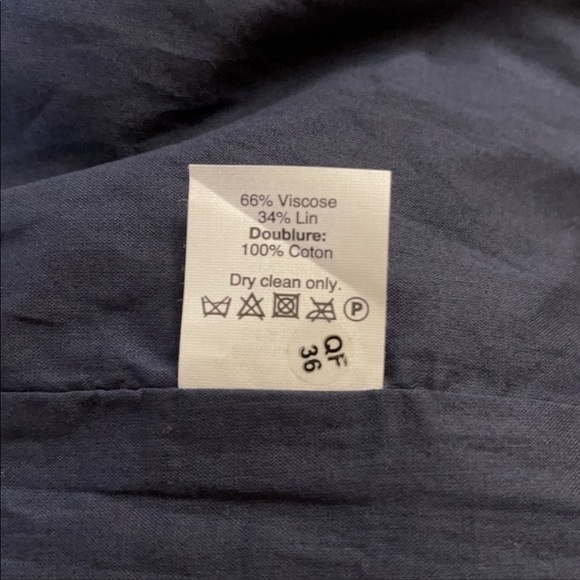 66% Viscose
34% Lin
Doublure:
100% Coton
Dry clean only.
P
QF
36